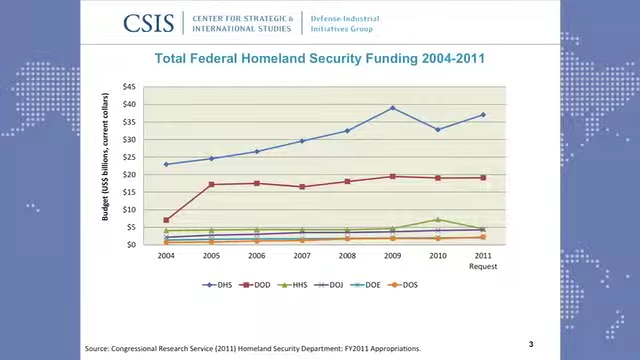 CSIS
CENTER FOR STRATEGIC &
INTERNATIONAL STUDIES
Defense-Industrial
Initiatives Group
Total Federal Homeland Security Funding 2004-2011
Budget (US$ billions, current collars)
$45
$40
$35
$30
$25
$20
$15
$10
$5
$0
2004 2005 2006 2007 2008 2009 2010 2011
Request
DHS DOD HHS DOJ DOE DOS
Source: Congressional Research Service (2011) Homeland Security Department: FY2011 Appropriations.
3